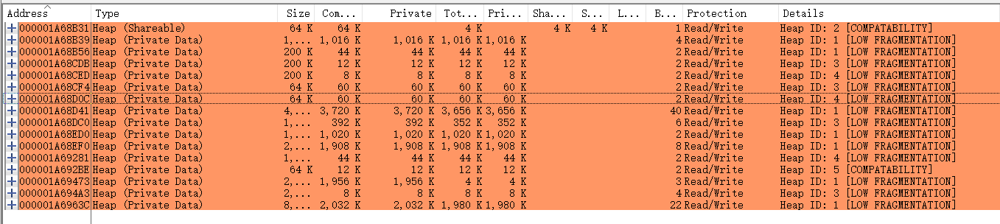 Address Type Size Com... Private Tot... Pri... Sha... S... L... B... Protection Details
000001A68B31 Heap (Shareable) 64 K 64 K 4 K 4 K 4 K 1 Read/Write Heap ID: 2 [COMPATABILITY]
000001A68B39 Heap (Private Data) 1,... 1,016 K 1,016 K 1,016 K 1,016 K 4 Read/Write Heap ID: 1 [LOW FRAGMENTATION]
000001A68B56 Heap (Private Data) 200 K 44 K 44 K 44 K 44 K 2 Read/Write Heap ID: 1 [LOW FRAGMENTATION]
000001A68CDB Heap (Private Data) 200 K 12 K 12 K 12 K 12 K 2 Read/Write Heap ID: 3 [LOW FRAGMENTATION]
000001A68CED Heap (Private Data) 200 K 8 K 8 K 8 K 8 K 2 Read/Write Heap ID: 4 [LOW FRAGMENTATION]
000001A68CF4 Heap (Private Data) 64 K 60 K 60 K 60 K 60 K 2 Read/Write Heap ID: 3 [LOW FRAGMENTATION]
000001A68D0C Heap (Private Data) 64 K 60 K 60 K 60 K 60 K 2 Read/Write Heap ID: 4 [LOW FRAGMENTATION]
000001A68D41 Heap (Private Data) 4,... 3,720 K 3,720 K 3,656 K 3,656 K 40 Read/Write Heap ID: 1 [LOW FRAGMENTATION]
000001A68DC0 Heap (Private Data) 1,... 392 K 392 K 352 K 352 K 6 Read/Write Heap ID: 3 [LOW FRAGMENTATION]
000001A68ED0 Heap (Private Data) 1,... 1,020 K 1,020 K 1,020 K 1,020 K 2 Read/Write Heap ID: 1 [LOW FRAGMENTATION]
000001A68EF0 Heap (Private Data) 2,... 1,908 K 1,908 K 1,908 K 1,908 K 8 Read/Write Heap ID: 1 [LOW FRAGMENTATION]
000001A69281 Heap (Private Data) 1,... 44 K 44 K 44 K 44 K 2 Read/Write Heap ID: 4 [LOW FRAGMENTATION]
000001A692BE Heap (Private Data) 64 K 12 K 12 K 12 K 12 K 2 Read/Write Heap ID: 5 [COMPATABILITY]
000001A69473 Heap (Private Data) 2,... 1,956 K 1,956 K 4 K 4 K 3 Read/Write Heap ID: 1 [LOW FRAGMENTATION]
000001A694A3 Heap (Private Data) 2,... 8 K 8 K 8 K 8 K 4 Read/Write Heap ID: 3 [LOW FRAGMENTATION]
000001A6963C Heap (Private Data) 8,... 2,032 K 2,032 K 1,980 K 1,980 K 22 Read/Write Heap ID: 1 [LOW FRAGMENTATION]